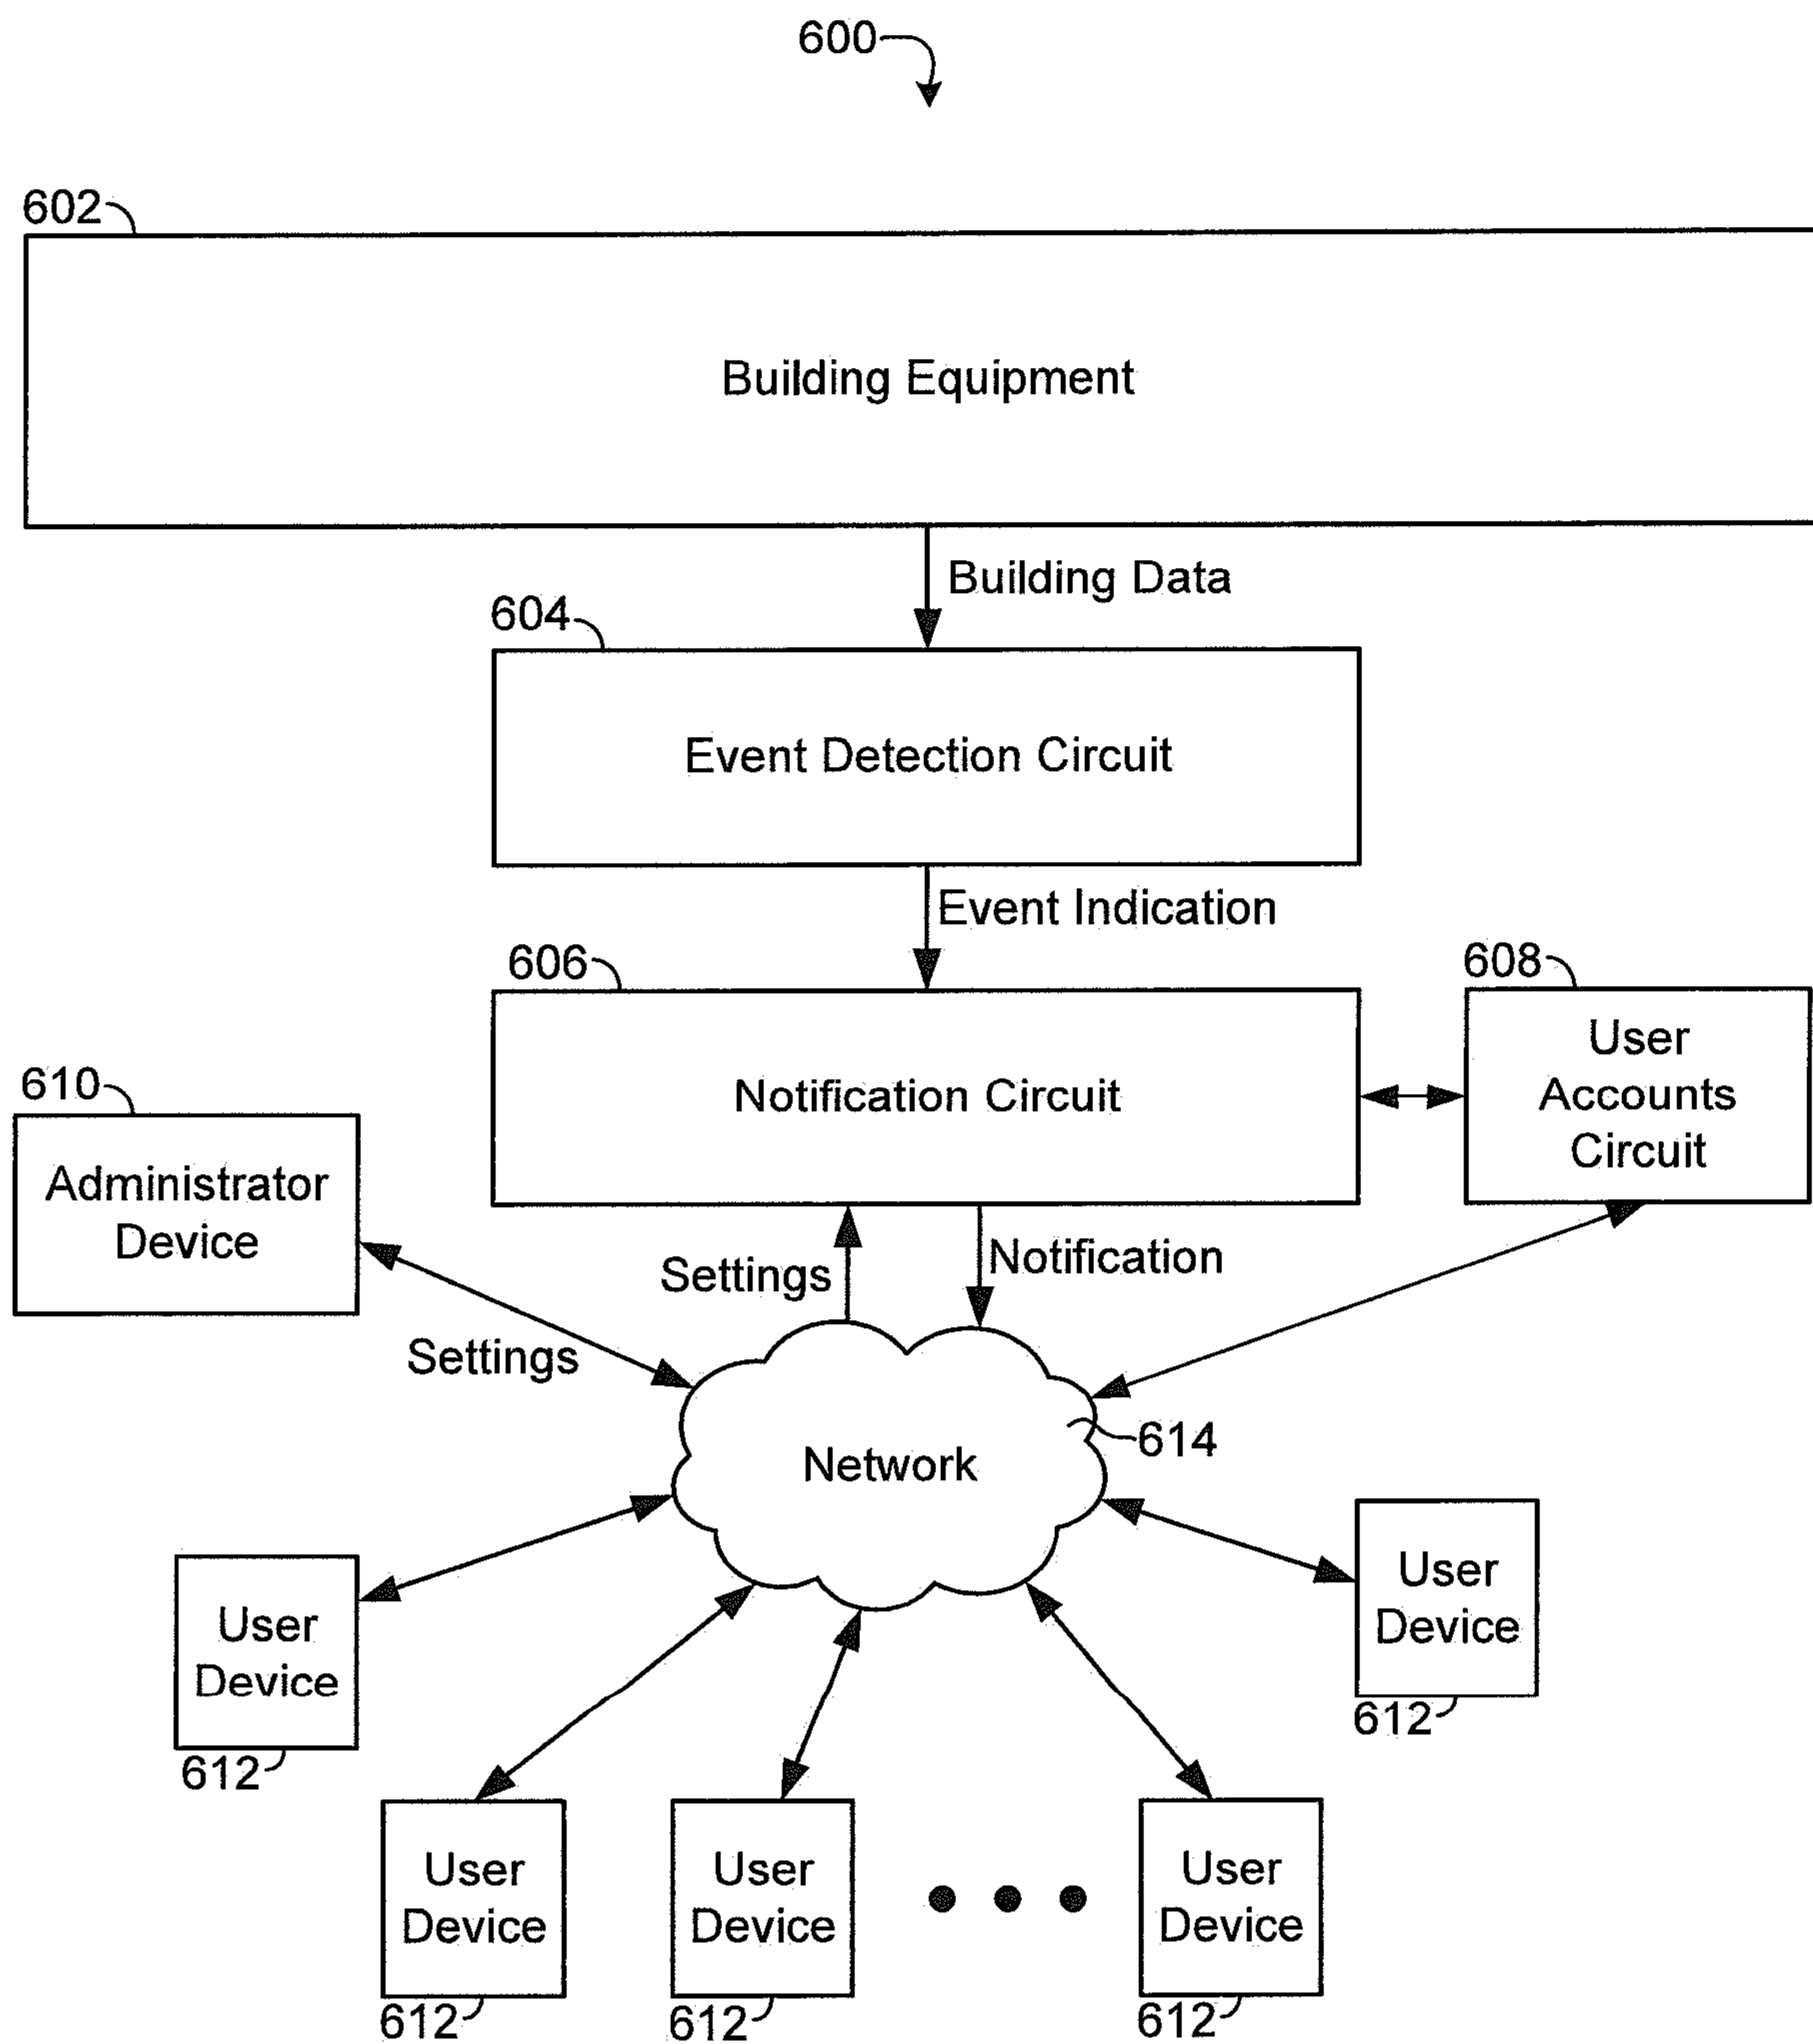 600
602
Building Equipment
Building Data
604
Event Detection Circuit
Event Indication
606
608
Notification Circuit
User
Accounts
Circuit
610
Administrator
Device
Settings
Notification
Settings
Network
614
User
Device
612
User
Device
612
User
Device
612
User
Device
612
User
Device
612